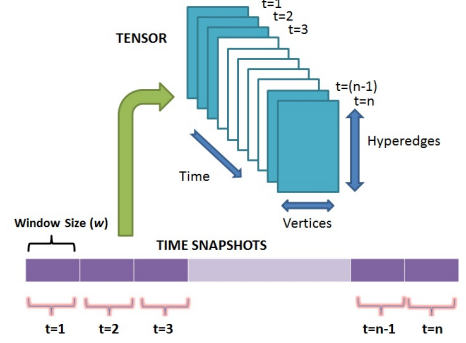 t=1
t=2
t=3
TENSOR
t=(n-1)
t=n
Hyperedges
Time
Vertices
Window Size (w)
TIME SNAPSHOTS
t=1
t=2
t=3
t=n-1
t=n